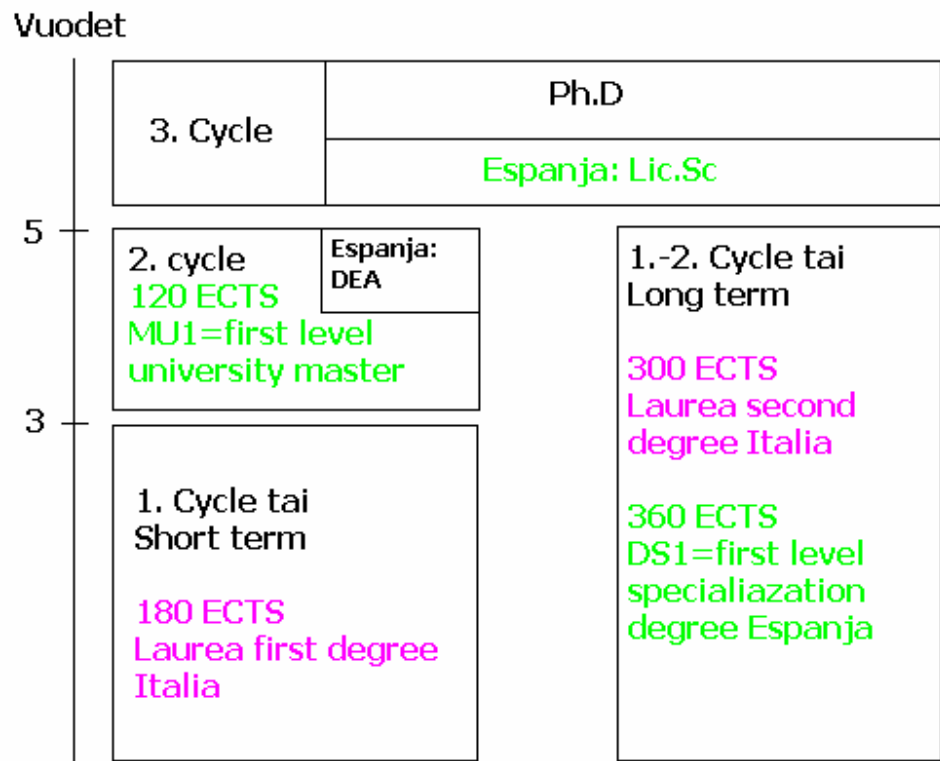 Vuodet
3. Cycle
Ph.D
Espanja: Lic.Sc
5
2. cycle
120 ECTS
MU1=first level
university master
Espanja:
DEA
1.-2. Cycle tai
Long term
300 ECTS
Laurea second
degree Italia
360 ECTS
DS1=first level
specialiazation
degree Espanja
3
1. Cycle tai
Short term
180 ECTS
Laurea first degree
Italia